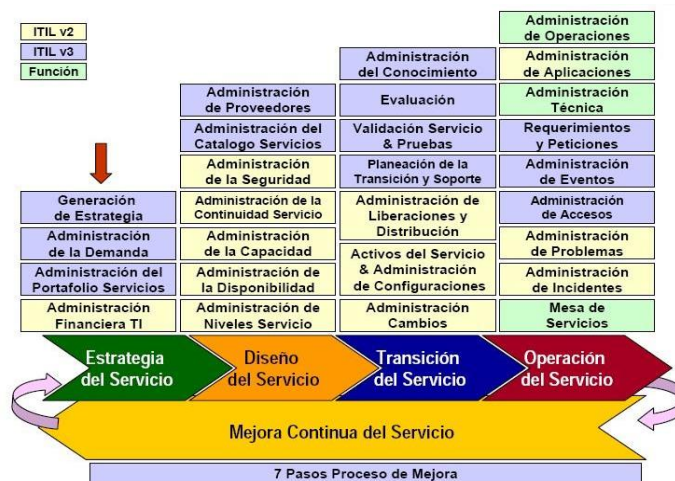 ITIL v2
ITIL v3
Función
Generación
de Estrategia
Administración
de la Demanda
Administración del
Portafolio Servicios
Administración
Financiera TI
Administración
de Proveedores
Administración del
Catalogo Servicios
Administración
de la Seguridad
Administración de la
Continuidad Servicio
Administración
de la Capacidad
Administración de
la Disponibilidad
Administración de
Niveles Servicio
Administración
del Conocimiento
Evaluación
Validación Servicio
& Pruebas
Planeación de la
Transición y Soporte
Administración de
Liberaciones y
Distribución
Activos del Servicio
& Administración
de Configuraciones
Administración
Cambios
Administración
de Operaciones
Administración
de Aplicaciones
Administración
Técnica
Requerimientos
y Peticiones
Administración
de Eventos
Administración
de Accesos
Administración de
Problemas
Administración de
Incidentes
Mesa de
Servicios
Estrategia
del Servicio
Diseño
del Servicio
Transición
del Servicio
Operación
del Servicio
Mejora Continua del Servicio
7 Pasos Proceso de Mejora